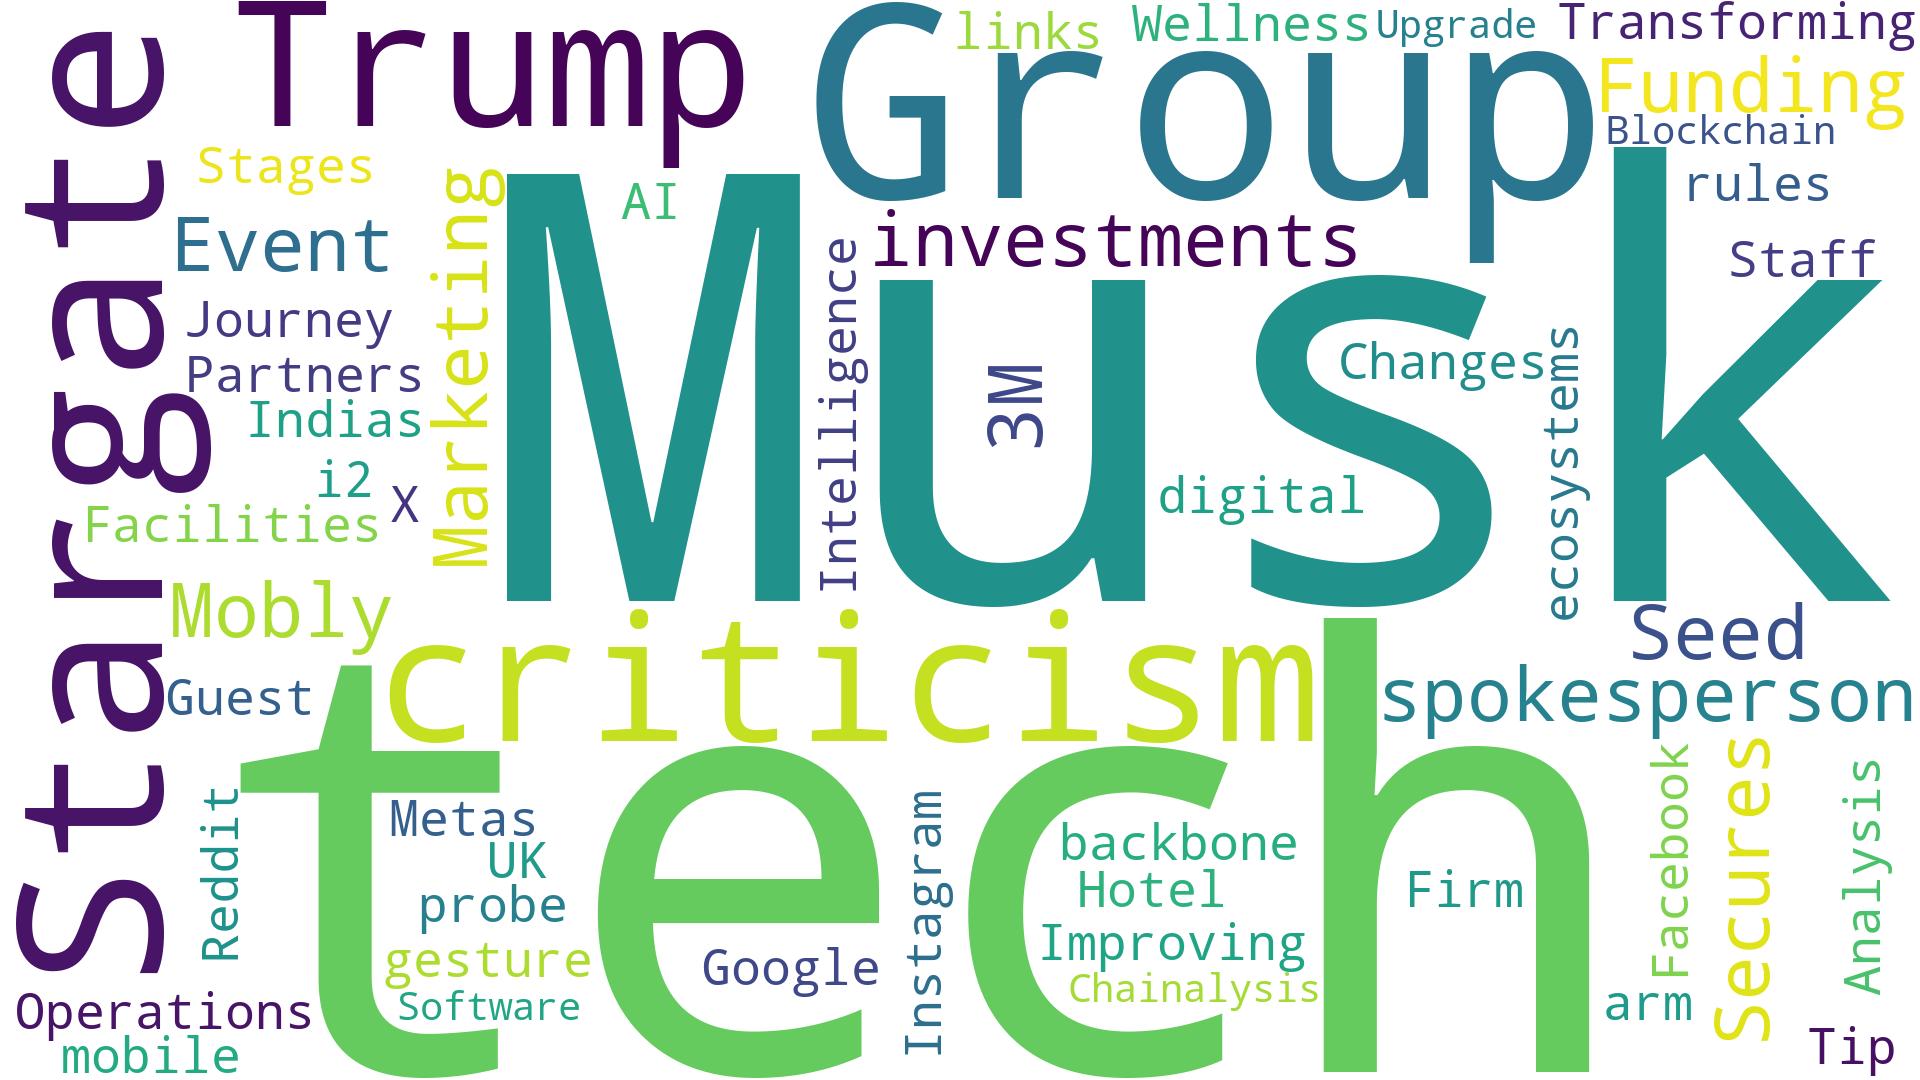 Stargate
Trump
Group
links
Wellness
Upgrade
Transforming
Funding
Blockchain
rules
Staff
Stages
Event
Journey
Partners
Indias
i2
X
Facilities
Marketing
AI
Musk
Intelligence
investments
3M
Changes
digital
ecosystems
Mobly
criticism
Seed
spokesperson
Guest
tech
Reddit
Metas
UK
probe
gesture
Software
Google
Instagram
backbone
Hotel
Improving
Chainalysis
Firm
Facebook
Secures
Analysis
arm
Tip
Operations
mobile